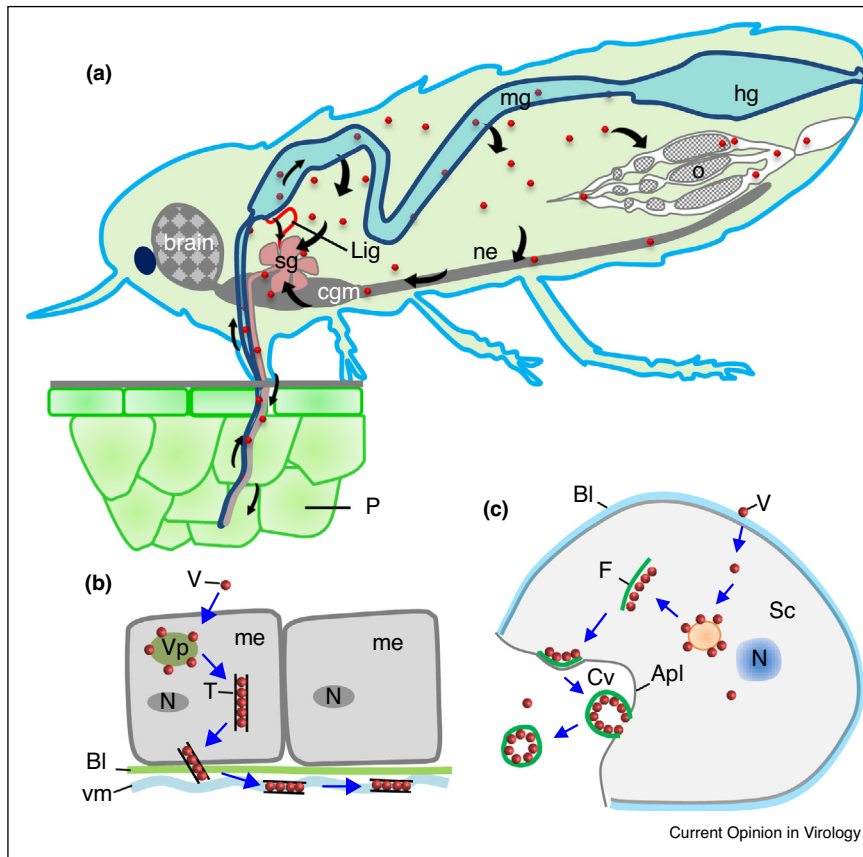 (a)
mg
hg
o
brain
Lig
sg
ne
cgm
P
(b)
V
Vp
me
me
T
N
N
Bl
vm
(c)
Bl
V
F
Sc
N
Apl
Cv
Current Opinion in Virology